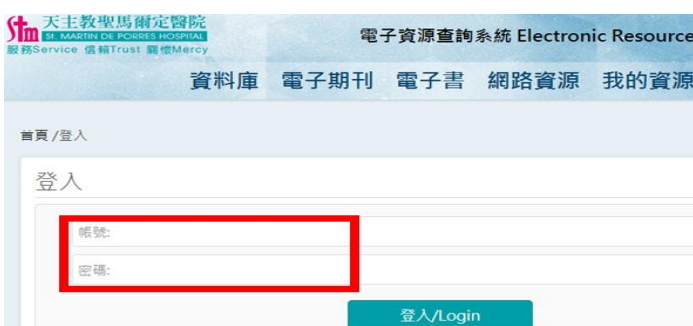 天主教聖馬爾定醫院
ST. MARTIN DE PORRES HOSPITAL
服務Service 信賴Trust 關懷Mercy
電子資源查詢系統 Electronic Resource
資料庫 電子期刊 電子書 網路資源 我的資源
首頁/登入
登入
帳號:
密碼:
登入/Login